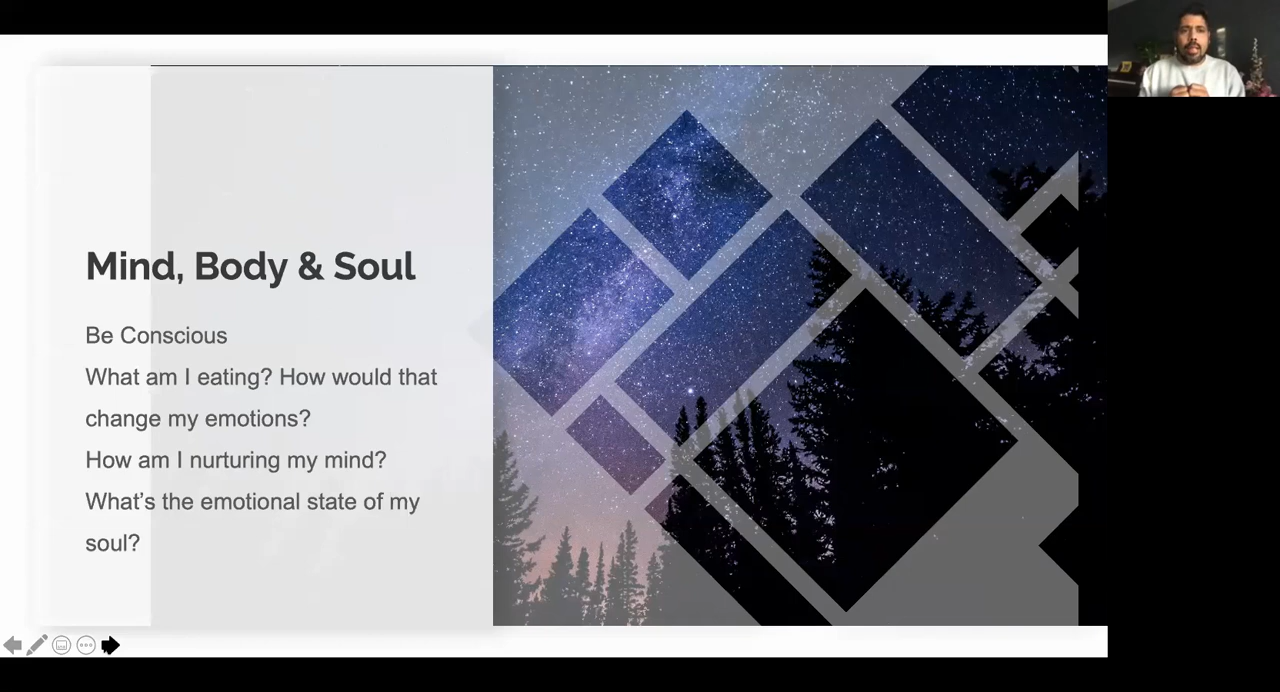 Mind, Body & Soul
Be Conscious
What am I eating? How would that
change my emotions?
How am I nurturing my mind?
What’s the emotional state of my
soul?